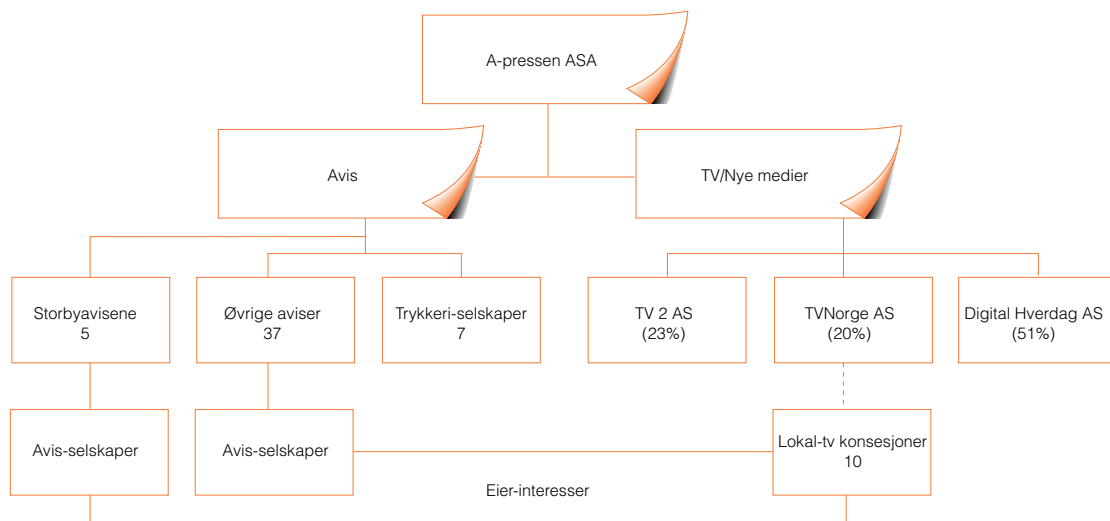 A-pressen ASA
Avis
TV/Nye medier
Storbyavisene
5
Øvrige aviser
37
Trykkeri-selskaper
7
TV 2 AS
(23%)
TVNorge AS
(20%)
Digital Hverdag AS
(51%)
Avis-selskaper
Avis-selskaper
Lokal-tv konsesjoner
10
Eier-interesser